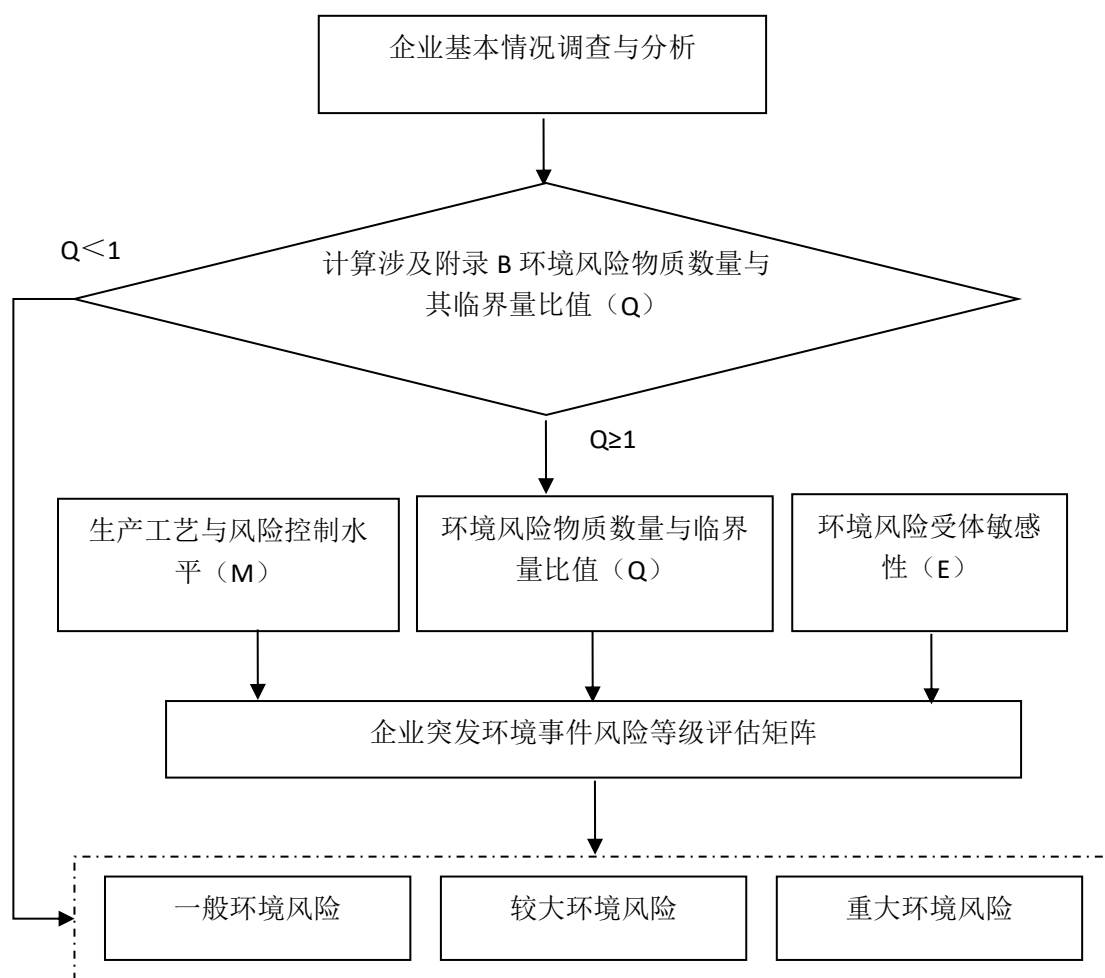 企业基本情况调查与分析
Q＜1
计算涉及附录 B 环境风险物质数量与
其临界量比值（Q）
Q≥1
生产工艺与风险控制水
平（M）
环境风险物质数量与临界
量比值（Q）
环境风险受体敏感
性（E）
企业突发环境事件风险等级评估矩阵
一般环境风险
较大环境风险
重大环境风险